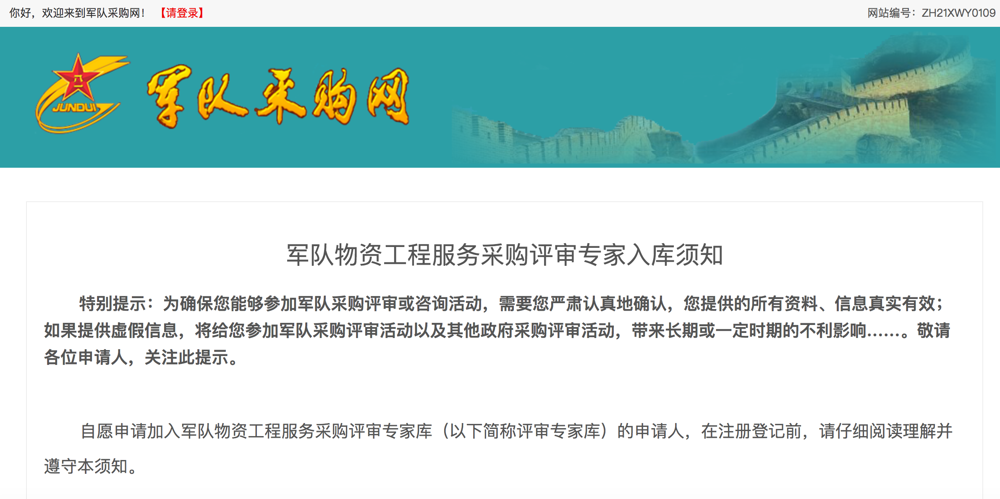 你好，欢迎来到军队采购网！ 【请登录】 网站编号：ZH21XWY0109
八一
JUNDUI
军队采购网
军队物资工程服务采购评审专家入库须知
特别提示：为确保您能够参加军队采购评审或咨询活动，需要您严肃认真地确认，您提供的所有资料、信息真实有效；
如果提供虚假信息，将给您参加军队采购评审活动以及其他政府采购评审活动，带来长期或一定时期的不利影响……。敬请
各位申请人，关注此提示。
自愿申请加入军队物资工程服务采购评审专家库（以下简称评审专家库）的申请人，在注册登记前，请仔细阅读理解并
遵守本须知。